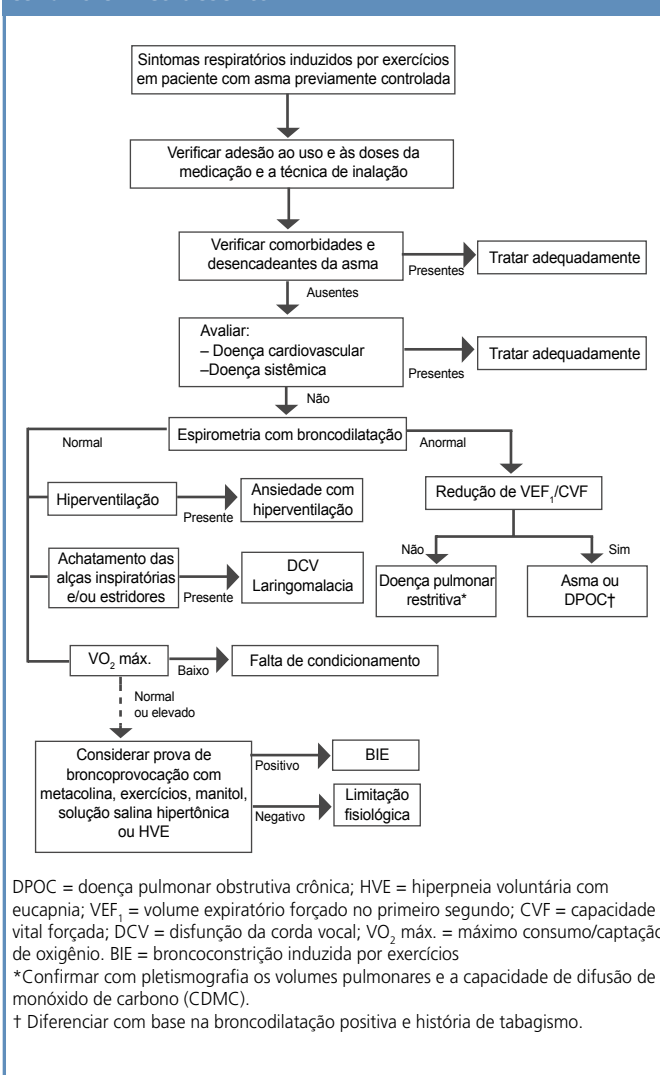 Sintomas respiratórios induzidos por exercícios
em paciente com asma previamente controlada
Verificar adesão ao uso e às doses da
medicação e a técnica de inalação
Verificar comorbidades e
desencadeantes da asma
Presentes
Tratar adequadamente
Ausentes
Avaliar:
– Doença cardiovascular
–Doença sistêmica
Presentes
Tratar adequadamente
Não
Normal
Espirometria com broncodilatação
Anormal
Hiperventilação
Presente
Ansiedade com
hiperventilação
Redução de VEF₁/CVF
Achatamento das
alças inspiratórias
e/ou estridores
Presente
DCV
Laringomalacia
Não
Sim
Doença pulmonar
restritiva*
Asma ou
DPOC†
VO₂ máx.
Baixo
Falta de condicionamento
Normal
ou elevado
Considerar prova de
broncoprovocação com
metacolina, exercícios, manitol,
solução salina hipertônica
ou HVE
Positivo
BIE
Negativo
Limitação
fisiológica
DPOC = doença pulmonar obstrutiva crônica; HVE = hiperpneia voluntária com
eucapnia; VEF₁ = volume expiratório forçado no primeiro segundo; CVF = capacidade
vital forçada; DCV = disfunção da corda vocal; VO₂ máx. = máximo consumo/captação
de oxigênio. BIE = broncoconstrição induzida por exercícios
*Confirmar com pletismografia os volumes pulmonares e a capacidade de difusão de
monóxido de carbono (CDMC).
† Diferenciar com base na broncodilatação positiva e história de tabagismo.